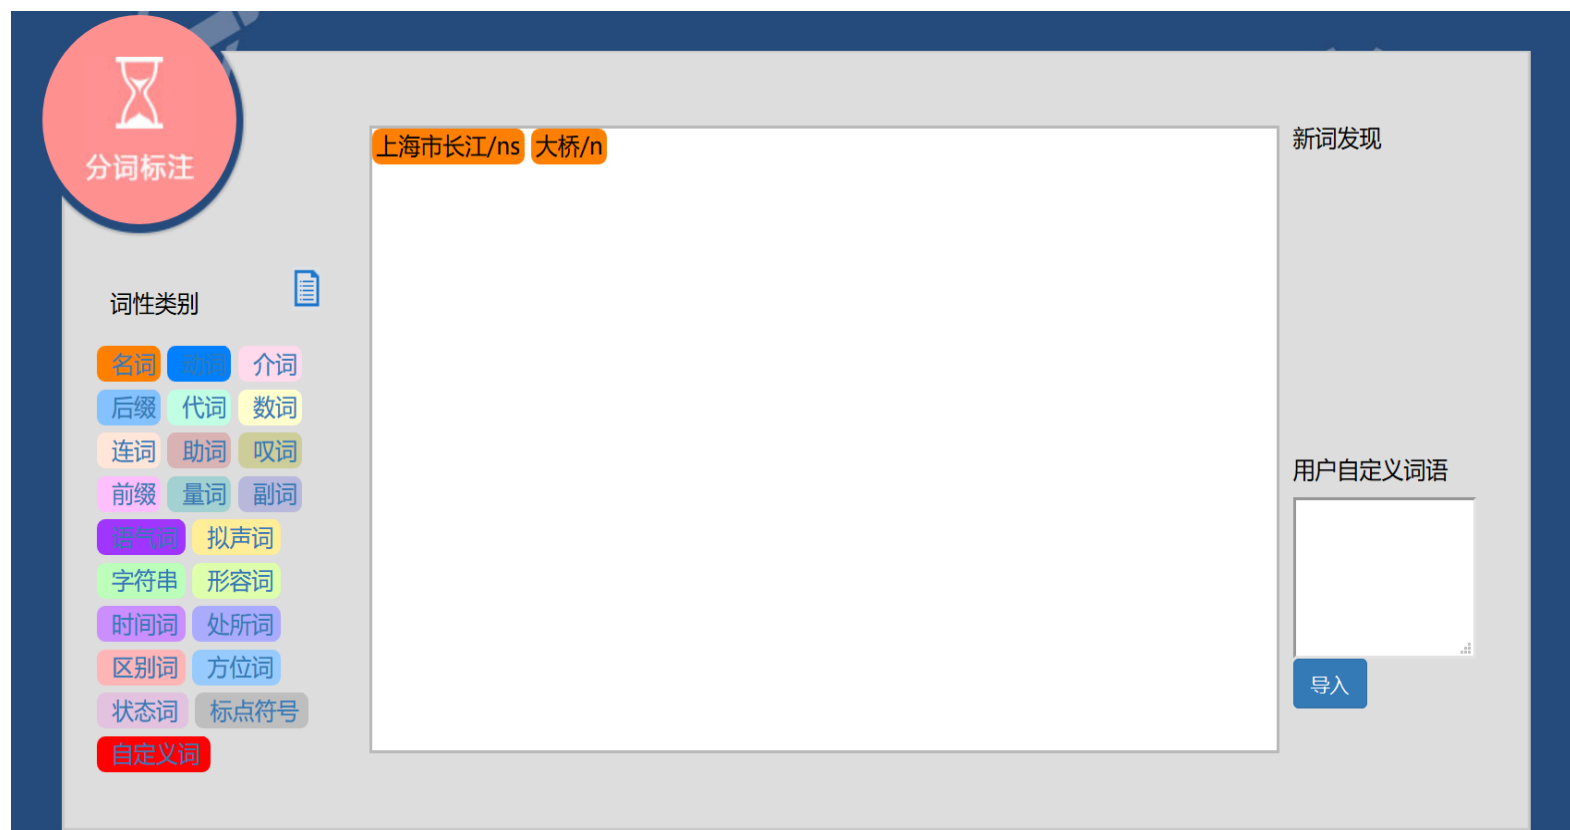 分词标注
上海市长江/ns 大桥/n
新词发现
词性类别
名词 动词 介词
后缀 代词 数词
连词 助词 叹词
前缀 量词 副词
语气词 拟声词
字符串 形容词
时间词 处所词
区别词 方位词
状态词 标点符号
自定义词
用户自定义词语
导入